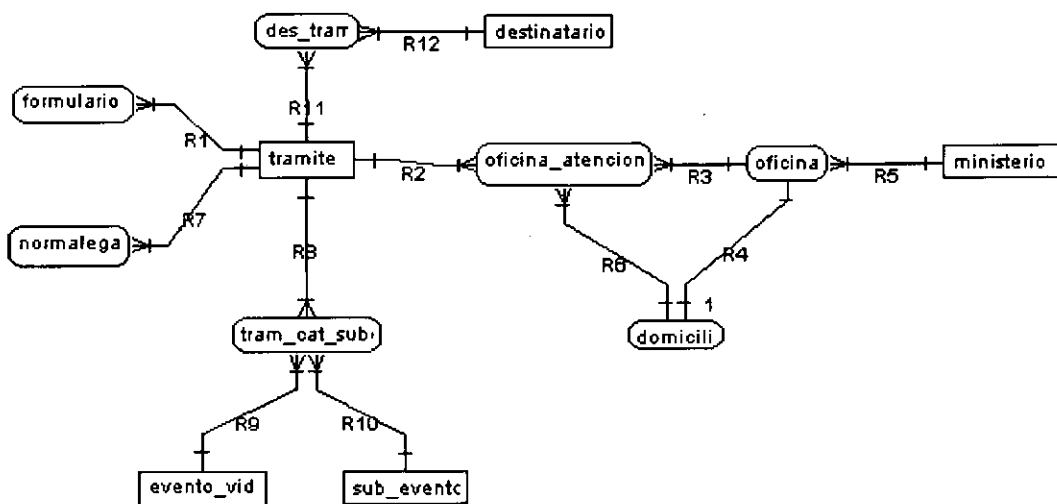 des_tram
R12
destinatario
formulario
R11
R1
tramite
oficina_atencion
oficina
ministerio
R2
R3
R5
R7
normalega
R8
R6
R4
1
tram_cat_sub
domicili
R9
R10
evento_vid
sub_evento